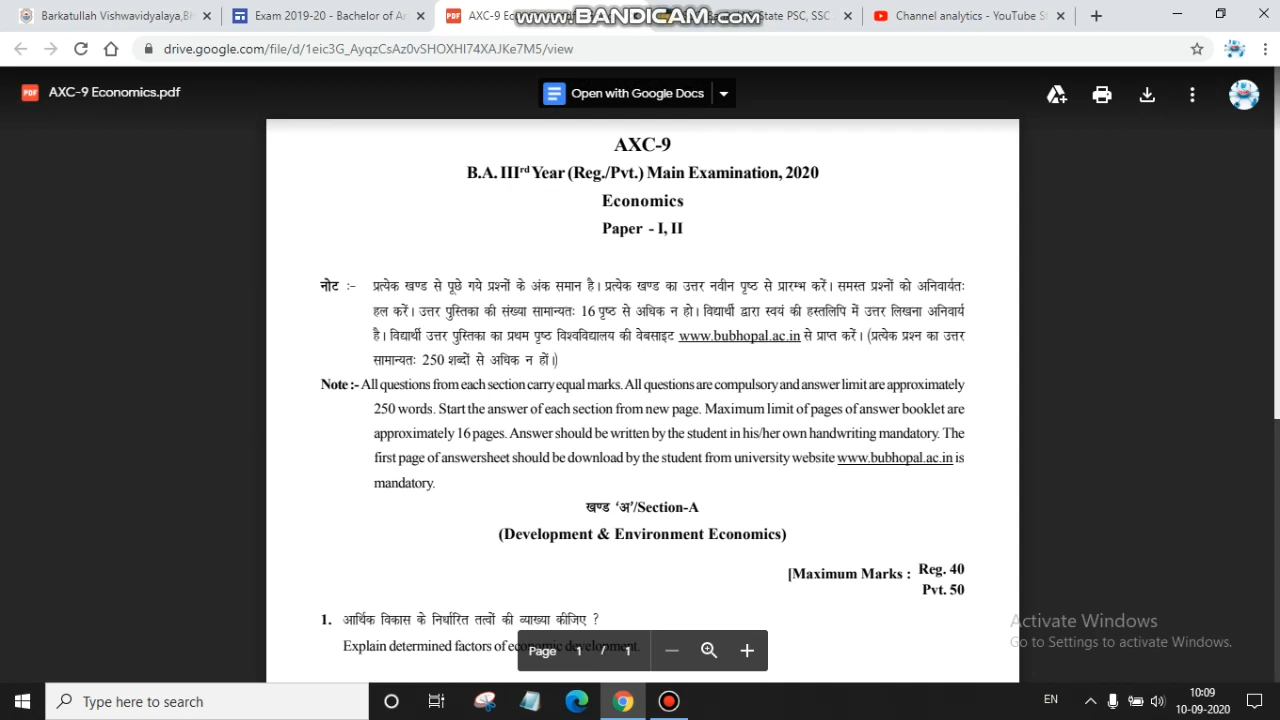 www.BANDICAM.com
Barkatullah Vishwavidyalaya,
Exam 2019-20 - Bachelor of
AXC-9 Ec
State PSC, SSC
Channel analytics - YouTube S
drive.google.com/file/d/1eic3G_AyqzCsAz0vSHOXHI74XAJKe7M5/view
PDF AXC-9 Economics.pdf
Open with Google Docs
AXC-9
B.A. IIIrd Year (Reg./Pvt.) Main Examination, 2020
Economics
Paper - I, II
नोट :- प्रत्येक खण्ड से पूछे गये प्रश्नों के अंक समान है। प्रत्येक खण्ड का उत्तर नवीन पृष्ठ से प्रारम्भ करें। समस्त प्रश्नों को अनिवार्यतः
हल करें। उत्तर पुस्तिका की संख्या सामान्यतः 16 पृष्ठ से अधिक न हो। विद्यार्थी द्वारा स्वयं की हस्तलिपि में उत्तर लिखना अनिवार्य
है। विद्यार्थी उत्तर पुस्तिका का प्रथम पृष्ठ विश्वविद्यालय की वेबसाइट www.bubhopal.ac.in से प्राप्त करें। (प्रत्येक प्रश्न का उत्तर
सामान्यतः 250 शब्दों से अधिक न हों।)
Note :- All questions from each section carry equal marks. All questions are compulsory and answer limit are approximately
250 words. Start the answer of each section from new page. Maximum limit of pages of answer booklet are
approximately 16 pages. Answer should be written by the student in his/her own handwriting mandatory. The
first page of answersheet should be download by the student from university website www.bubhopal.ac.in is
mandatory.
खण्ड 'अ'/Section-A
(Development & Environment Economics)
[Maximum Marks : Reg. 40
Pvt. 50
1. आर्थिक विकास के निर्धारित तत्वों की व्याख्या कीजिए ?
Explain determined factors of economic development.
Page 1 / 1
Activate Windows
Go to Settings to activate Windows.
Type here to search
EN
10:09
10-09-2020